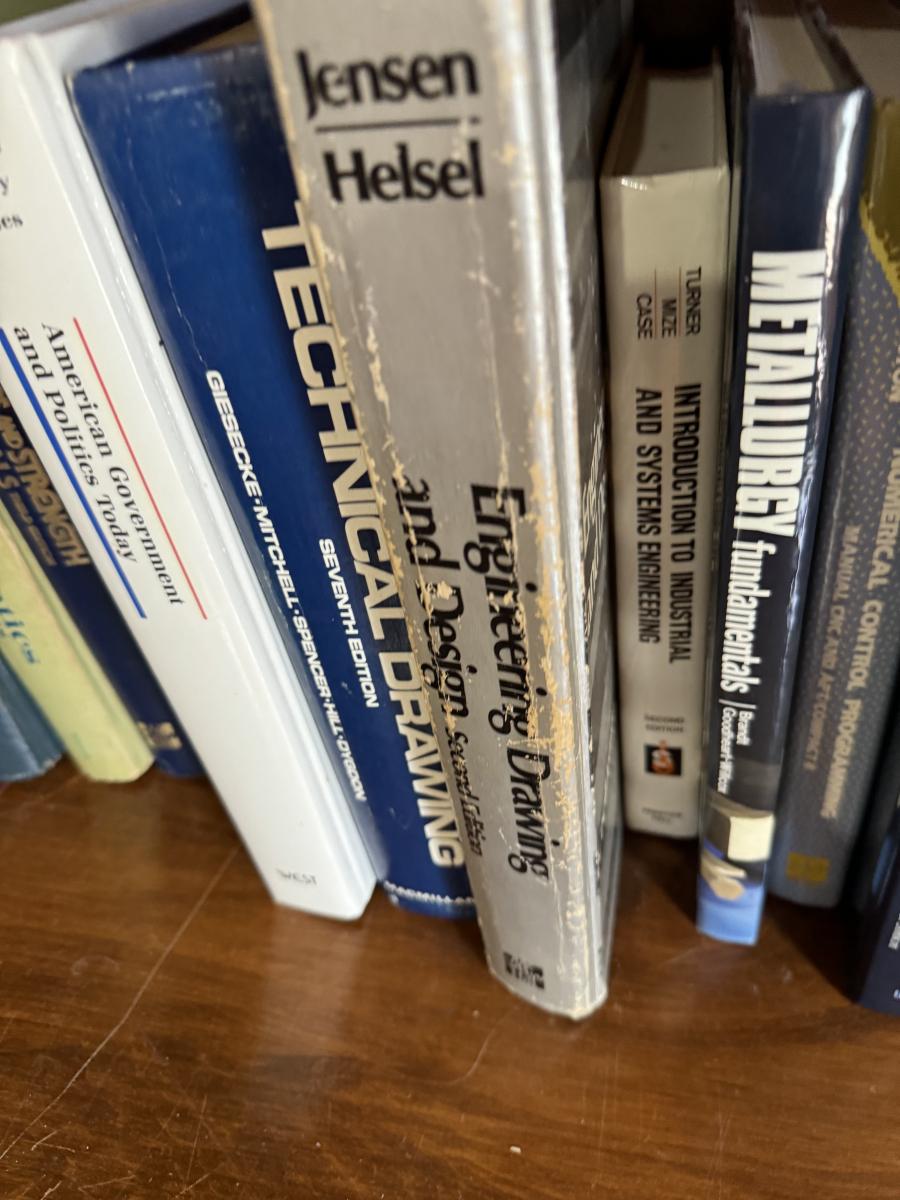 American Government
and Politics Today
WEST
TECHNICAL DRAWING
SEVENTH EDITION
GIESECKE·MITCHELL·SPENCER·HILL·DYGDON
MACMILLAN
Jensen
Helsel
Engineering Drawing
and Design Second Edition
TURNER
MIZE
CASE
INTRODUCTION TO INDUSTRIAL
AND SYSTEMS ENGINEERING
SECOND
EDITION
METALLURGY fundamentals
Brandt
NUMERICAL CONTROL PROGRAMMING